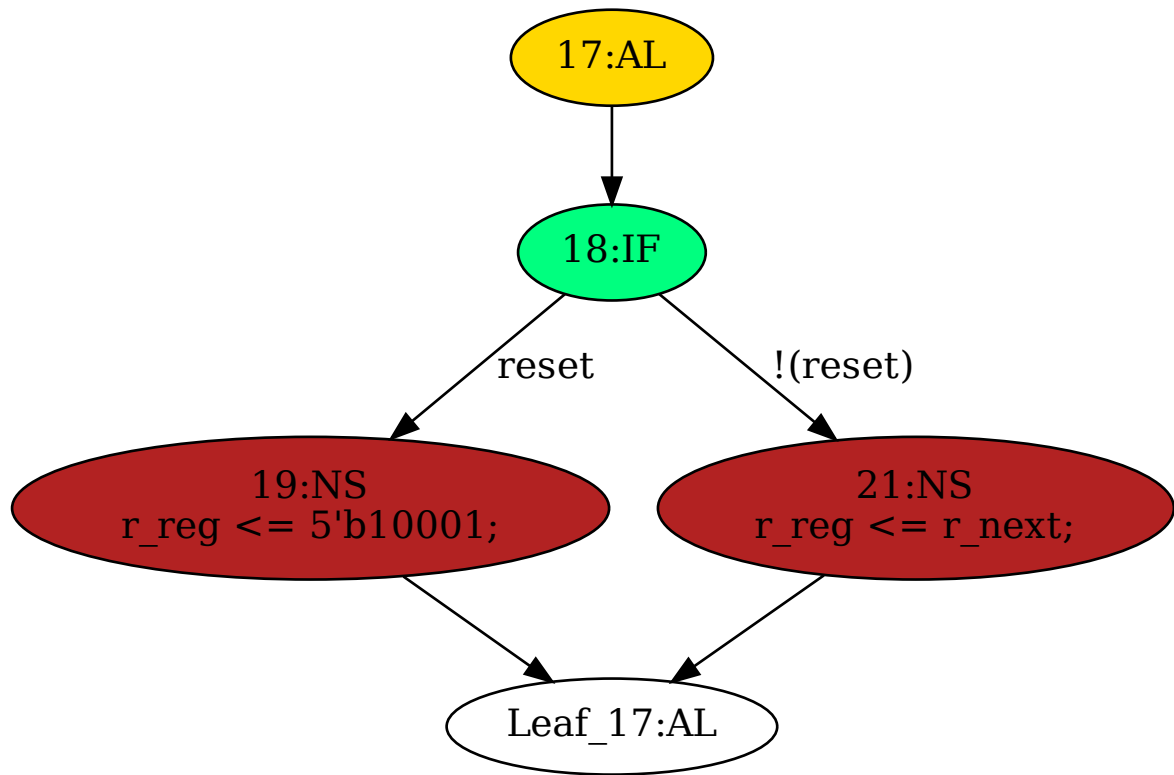 17:AL
18:IF
reset
!(reset)
19:NS
r_reg <= 5'b10001;
21:NS
r_reg <= r_next;
Leaf_17:AL